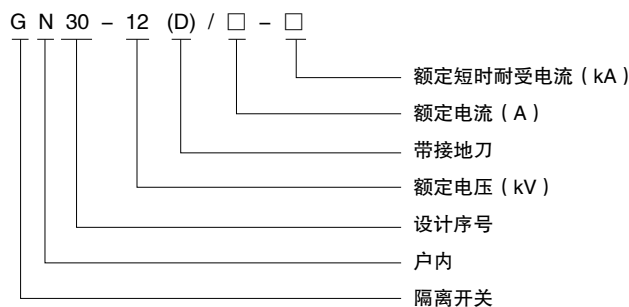 G N 30 - 12 (D) / □ - □
额定短时耐受电流（kA）
额定电流（A）
带接地刀
额定电压（kV）
设计序号
户内
隔离开关